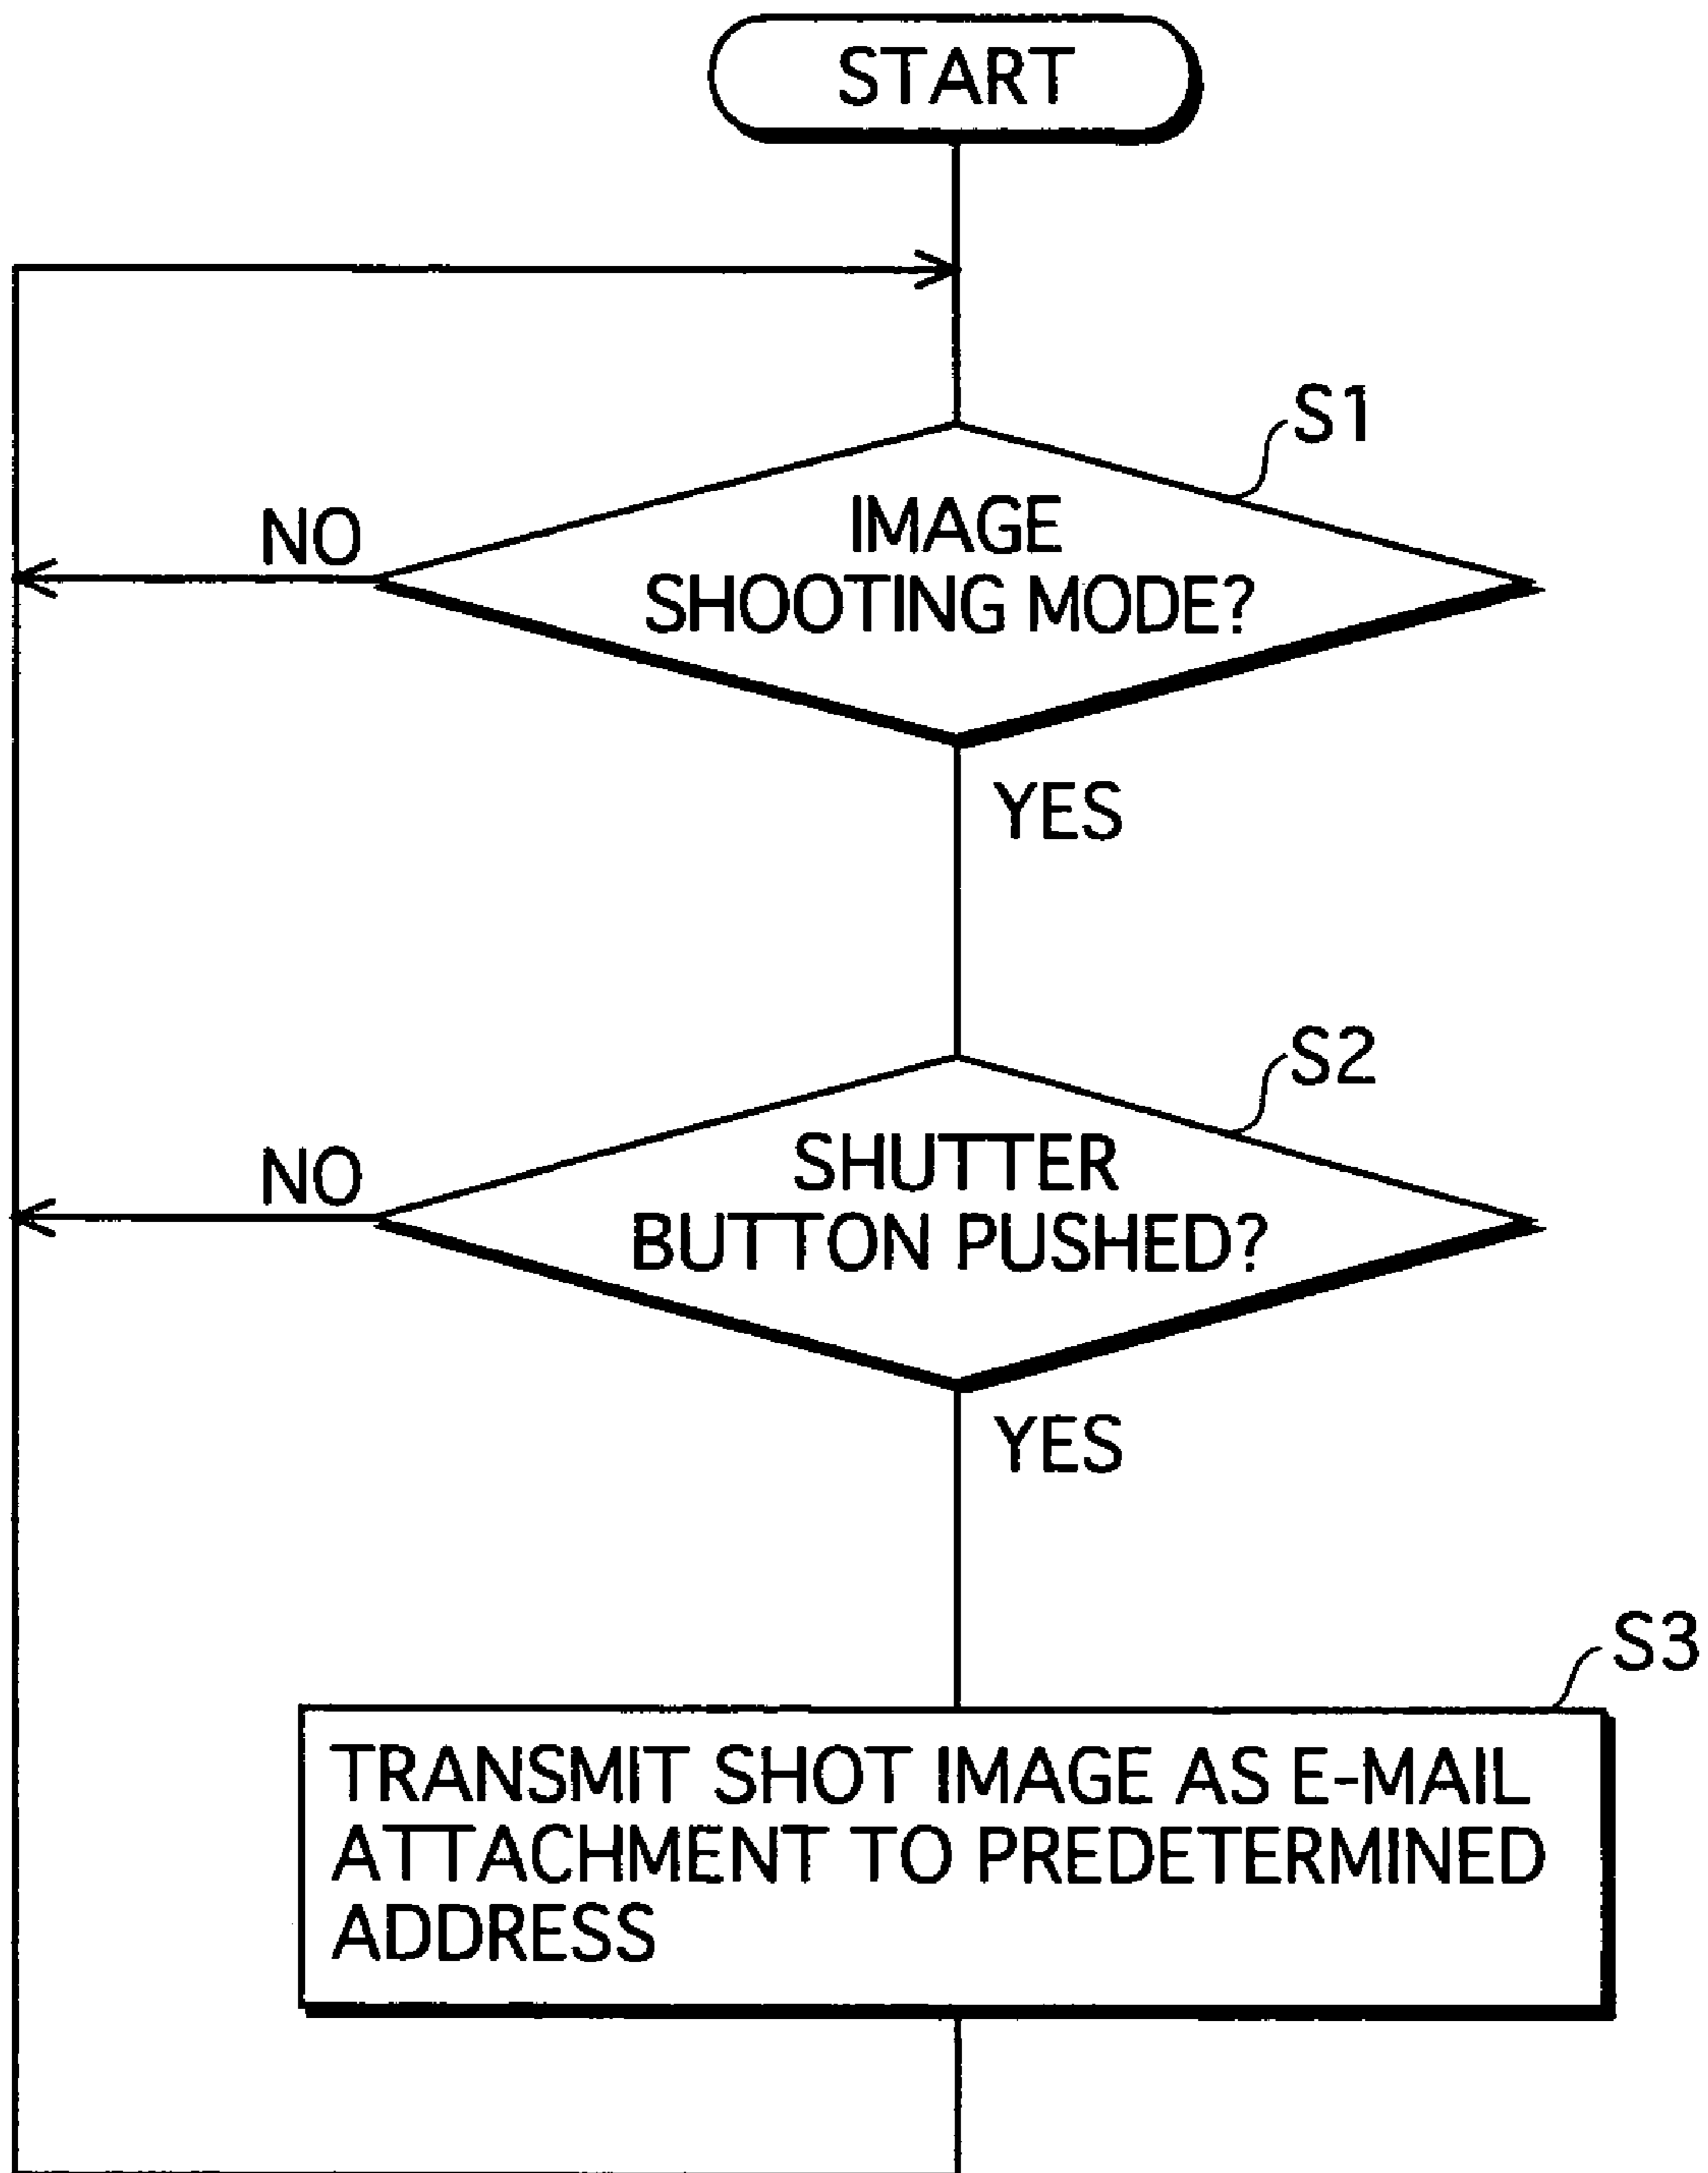 START
S1
NO
IMAGE
SHOOTING MODE?
YES
S2
NO
SHUTTER
BUTTON PUSHED?
YES
S3
TRANSMIT SHOT IMAGE AS E-MAIL
ATTACHMENT TO PREDETERMINED
ADDRESS